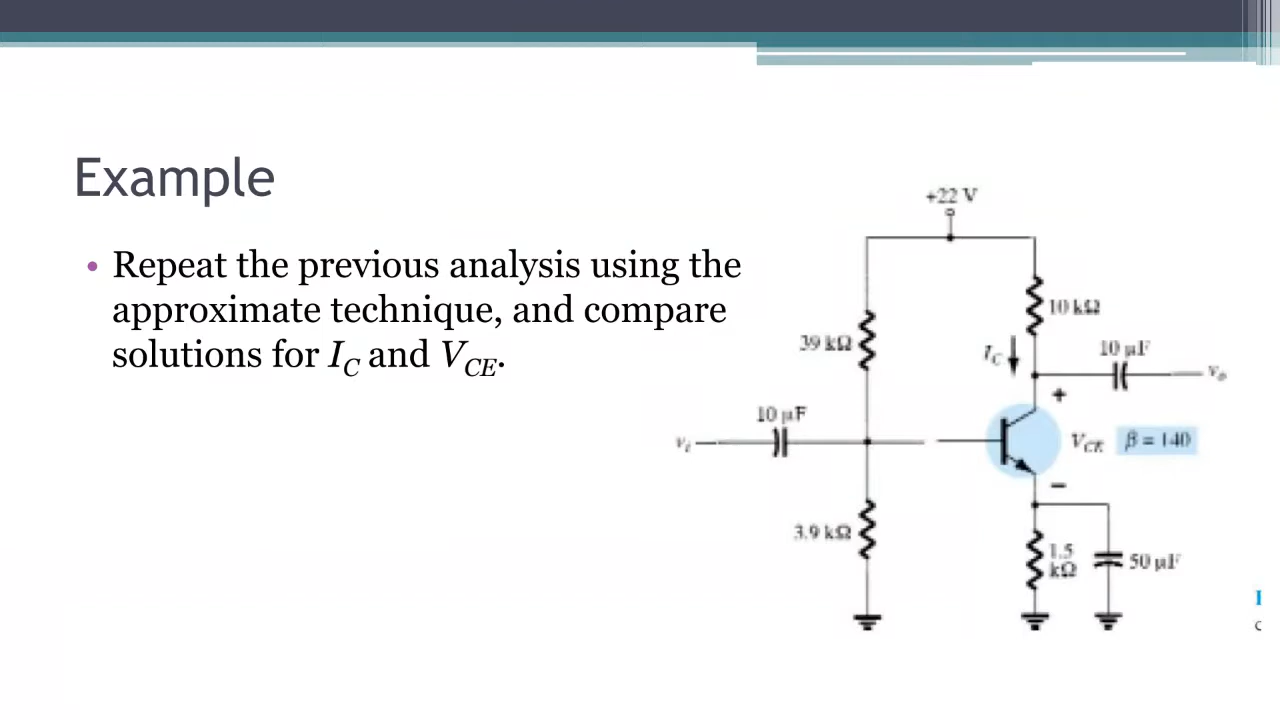 Example
• Repeat the previous analysis using the
approximate technique, and compare
solutions for I_C and V_CE.
+22 V
10 kΩ
39 kΩ
I_C
10 µF
v_o
+
10 µF
v_i
V_CE
β = 140
−
3.9 kΩ
1.5
kΩ
50 µF